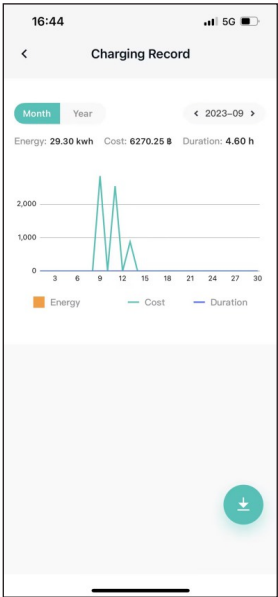 16:44 5G
Charging Record
Month Year 2023-09
Energy: 29.30 kwh Cost: 6270.25 ฿ Duration: 4.60 h
2,000
1,000
0
3 6 9 12 15 18 21 24 27 30
Energy Cost Duration